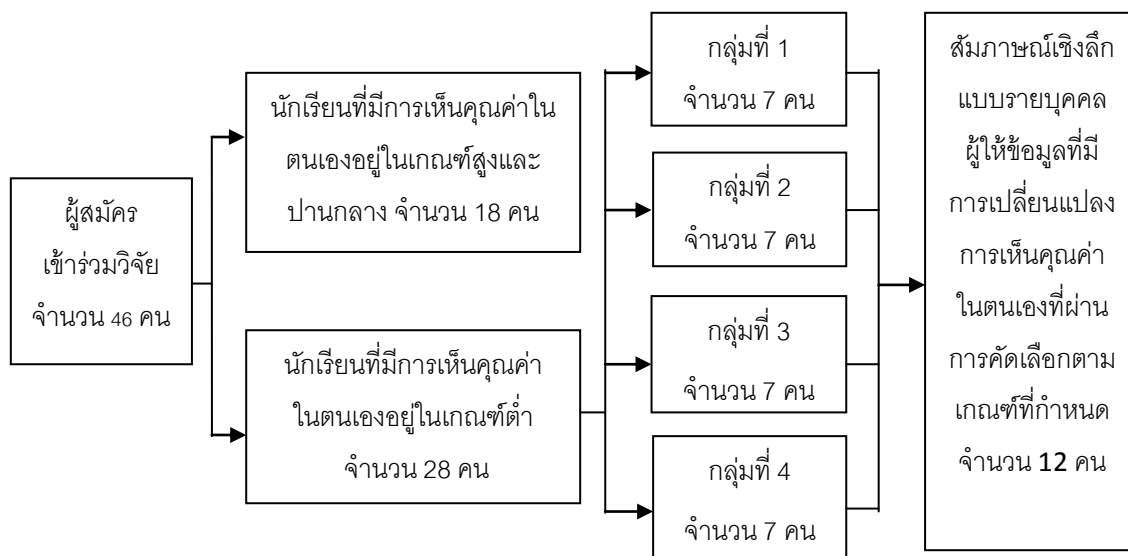 ผู้สมัคร
เข้าร่วมวิจัย
จำนวน 46 คน
นักเรียนที่มีการเห็นคุณค่าใน
ตนเองอยู่ในเกณฑ์สูงและ
ปานกลาง จำนวน 18 คน
นักเรียนที่มีการเห็นคุณค่า
ในตนเองอยู่ในเกณฑ์ต่ำ
จำนวน 28 คน
กลุ่มที่ 1
จำนวน 7 คน
กลุ่มที่ 2
จำนวน 7 คน
กลุ่มที่ 3
จำนวน 7 คน
กลุ่มที่ 4
จำนวน 7 คน
สัมภาษณ์เชิงลึก
แบบรายบุคคล
ผู้ให้ข้อมูลที่มี
การเปลี่ยนแปลง
การเห็นคุณค่า
ในตนเองที่ผ่าน
การคัดเลือกตาม
เกณฑ์ที่กำหนด
จำนวน 12 คน